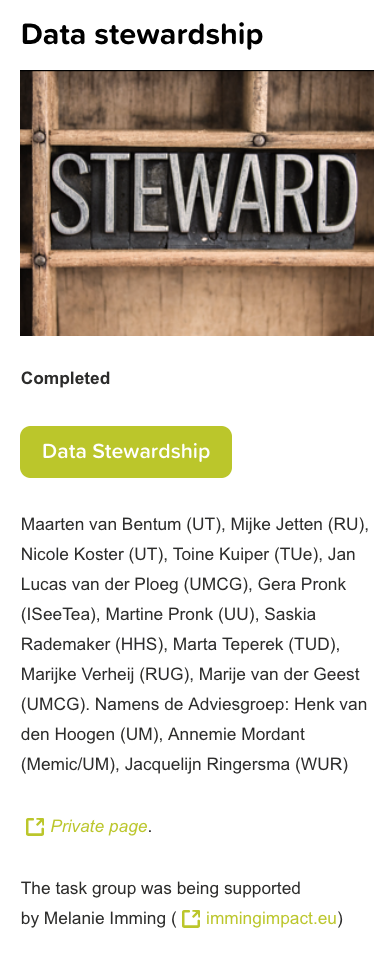 Data stewardship
STEWARD
Completed
Data Stewardship
Maarten van Bentum (UT), Mijke Jetten (RU),
Nicole Koster (UT), Toine Kuiper (TUe), Jan
Lucas van der Ploeg (UMCG), Gera Pronk
(ISeeTea), Martine Pronk (UU), Saskia
Rademaker (HHS), Marta Teperek (TUD),
Marijke Verheij (RUG), Marije van der Geest
(UMCG). Namens de Adviesgroep: Henk van
den Hoogen (UM), Annemie Mordant
(Memic/UM), Jacquelijn Ringersma (WUR)
Private page.
The task group was being supported
by Melanie Imming ( immingimpact.eu)